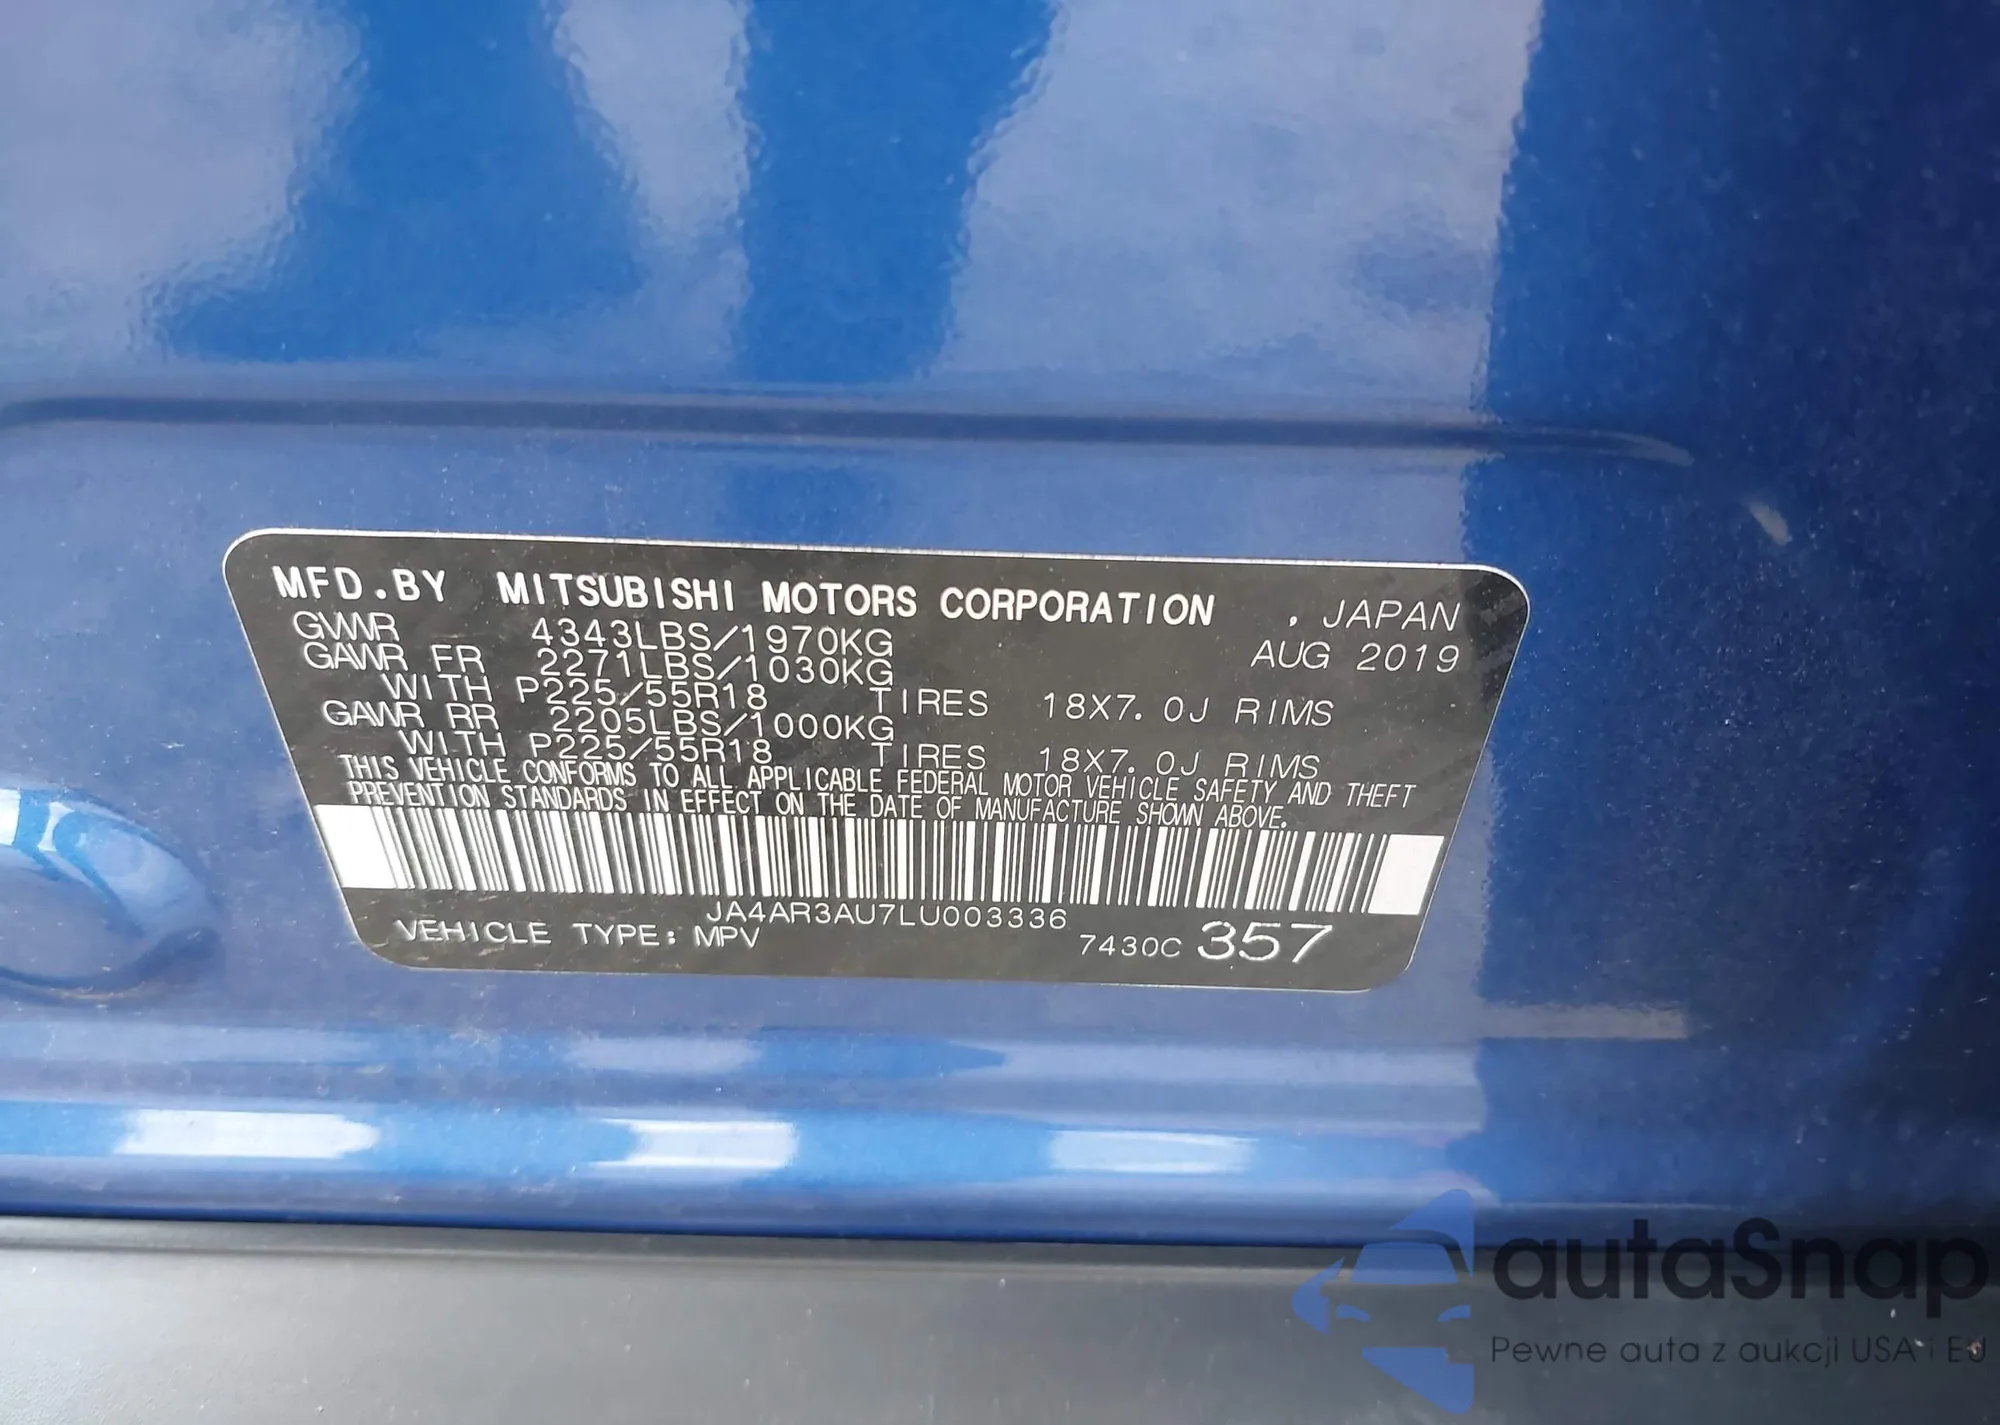 MFD.BY MITSUBISHI MOTORS CORPORATION , JAPAN
GVWR 4343LBS/1970KG AUG 2019
GAWR FR 2271LBS/1030KG
WITH P225/55R18 TIRES 18X7.0J RIMS
GAWR RR 2205LBS/1000KG
WITH P225/55R18 TIRES 18X7.0J RIMS
THIS VEHICLE CONFORMS TO ALL APPLICABLE FEDERAL MOTOR VEHICLE SAFETY AND THEFT
PREVENTION STANDARDS IN EFFECT ON THE DATE OF MANUFACTURE SHOWN ABOVE.
JA4AR3AU7LU003336
VEHICLE TYPE: MPV 7430C 357
autaSnap
Pewne auta z aukcji USA i EU